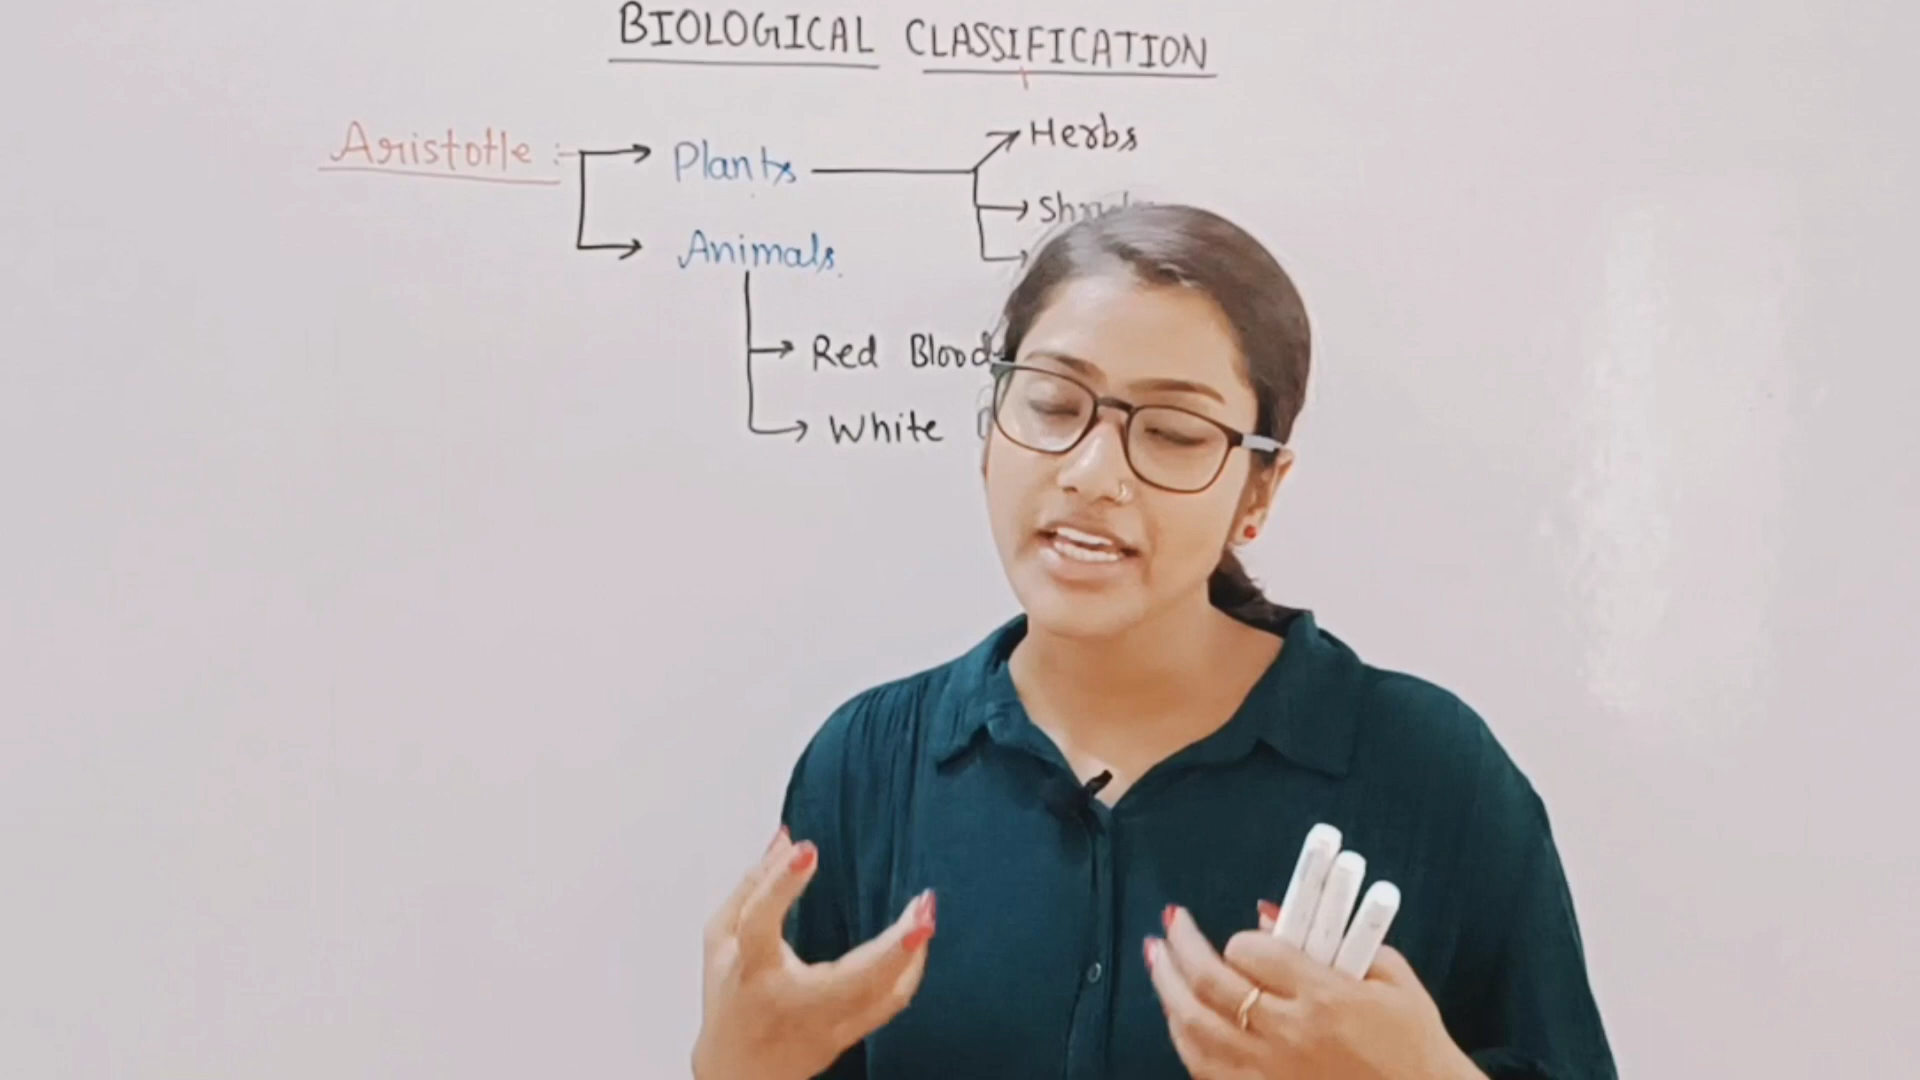 BIOLOGICAL CLASSIFICATION
Aristotle :-
Plants
Herbs
Animals
Red Blood
White